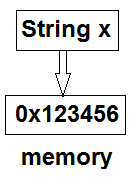 String x
0x123456
memory